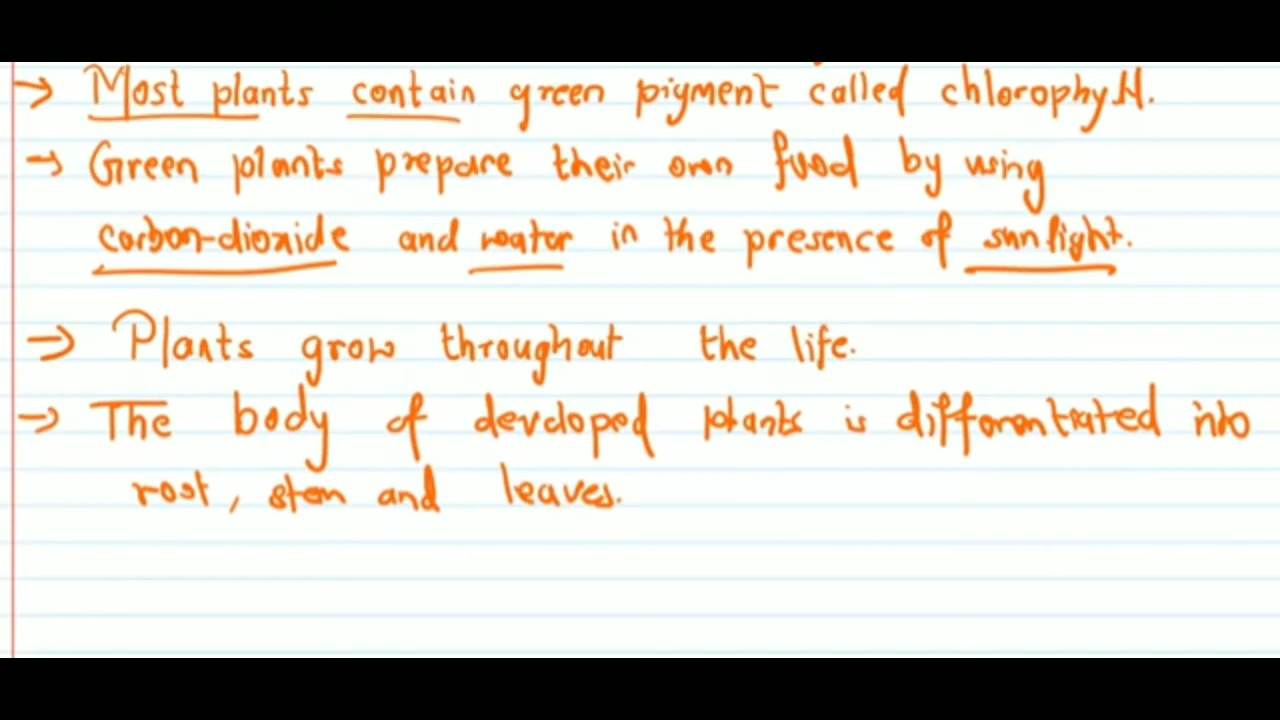 → Most plants contain green pigment called chlorophyll.
→ Green plants prepare their own food by using
carbon-dioxide and water in the presence of sunlight.
→ Plants grow throughout the life.
→ The body of developed plants is differentiated into
root, stem and leaves.